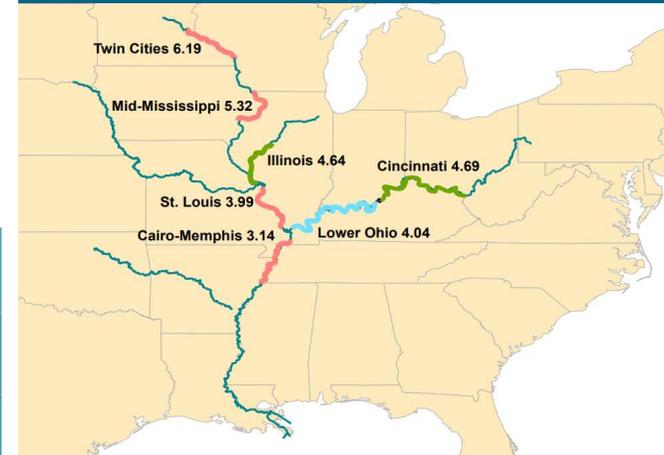 Twin Cities 6.19
Mid-Mississippi 5.32
Illinois 4.64
Cincinnati 4.69
St. Louis 3.99
Cairo-Memphis 3.14
Lower Ohio 4.04